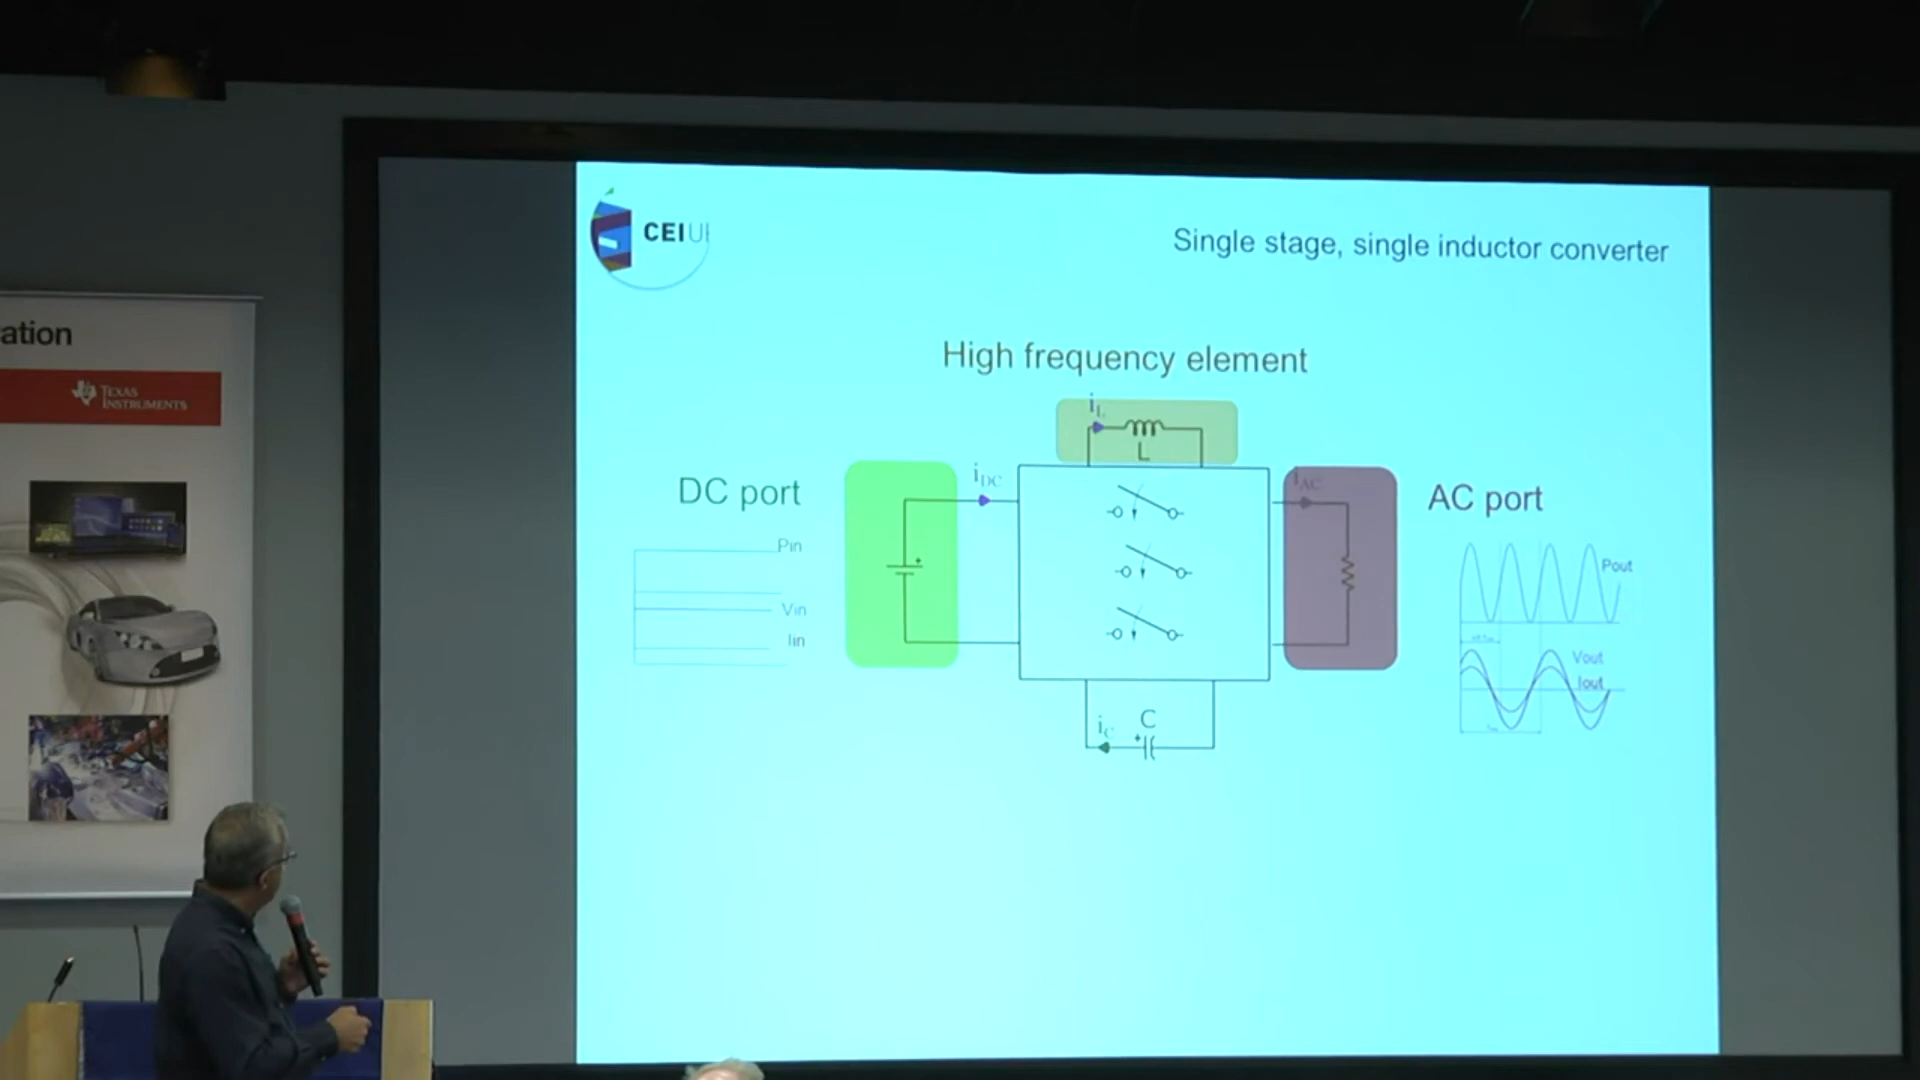 ation
TEXAS
INSTRUMENTS
CEIUI
Single stage, single inductor converter
High frequency element
iL
L
DC port
iDC
iAC
AC port
Pin
Vin
Iin
Pout
Vout
Iout
iC
C